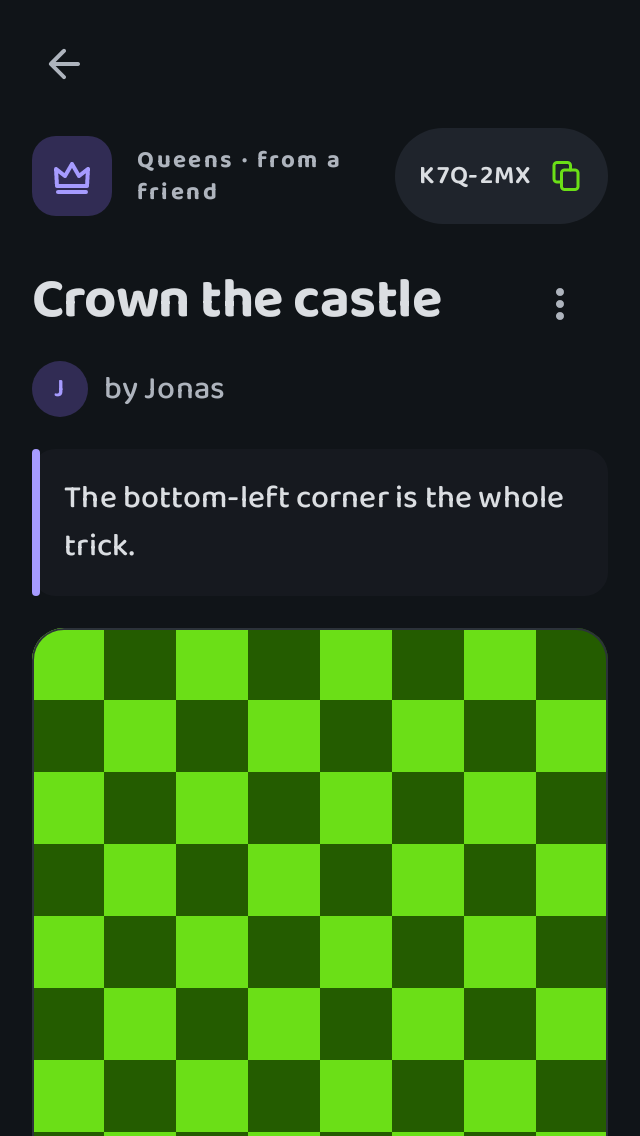 Queens · from a
friend
K7Q-2MX
Crown the castle
J
by Jonas
The bottom-left corner is the whole
trick.